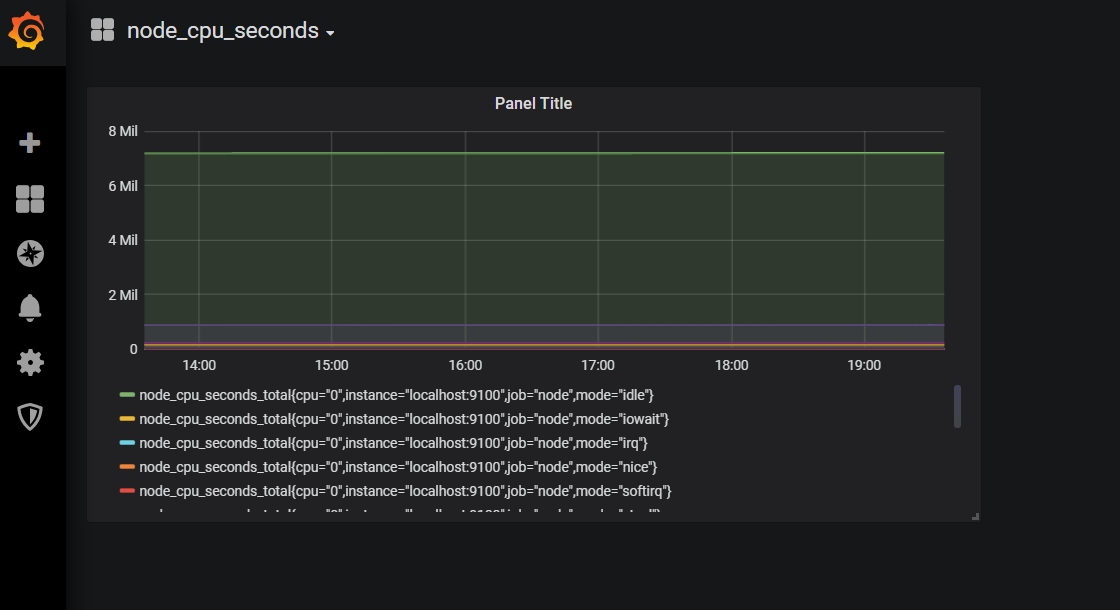 node_cpu_seconds
Panel Title
8 Mil
6 Mil
4 Mil
2 Mil
0
14:00 15:00 16:00 17:00 18:00 19:00
node_cpu_seconds_total{cpu="0",instance="localhost:9100",job="node",mode="idle"}
node_cpu_seconds_total{cpu="0",instance="localhost:9100",job="node",mode="iowait"}
node_cpu_seconds_total{cpu="0",instance="localhost:9100",job="node",mode="irq"}
node_cpu_seconds_total{cpu="0",instance="localhost:9100",job="node",mode="nice"}
node_cpu_seconds_total{cpu="0",instance="localhost:9100",job="node",mode="softirq"}